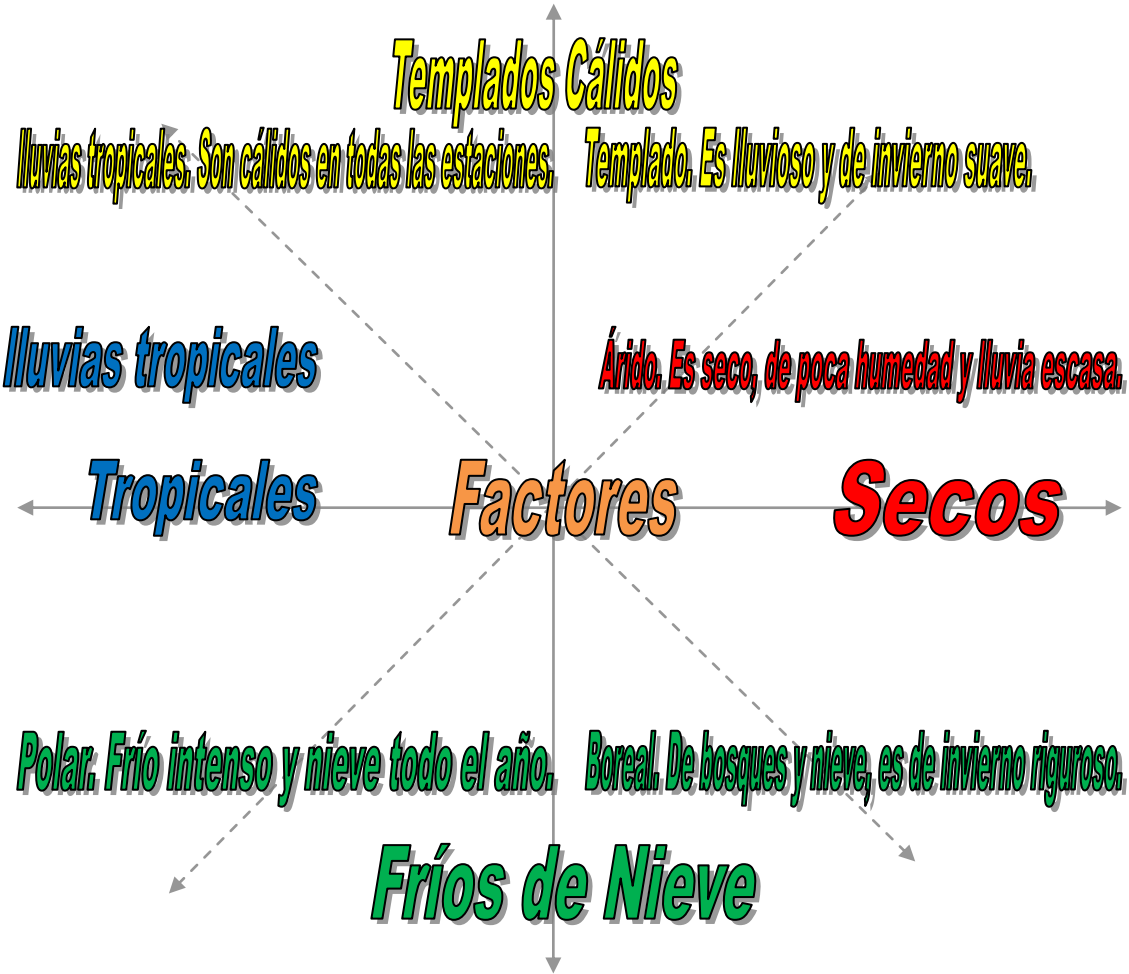 Templados Cálidos
lluvias tropicales. Son cálidos en todas las estaciones.
Templado. Es lluvioso y de invierno suave.
lluvias tropicales
Árido. Es seco, de poca humedad y lluvia escasa.
Tropicales
Factores
Secos
Polar. Frío intenso y nieve todo el año.
Boreal. De bosques y nieve, es de invierno riguroso.
Fríos de Nieve